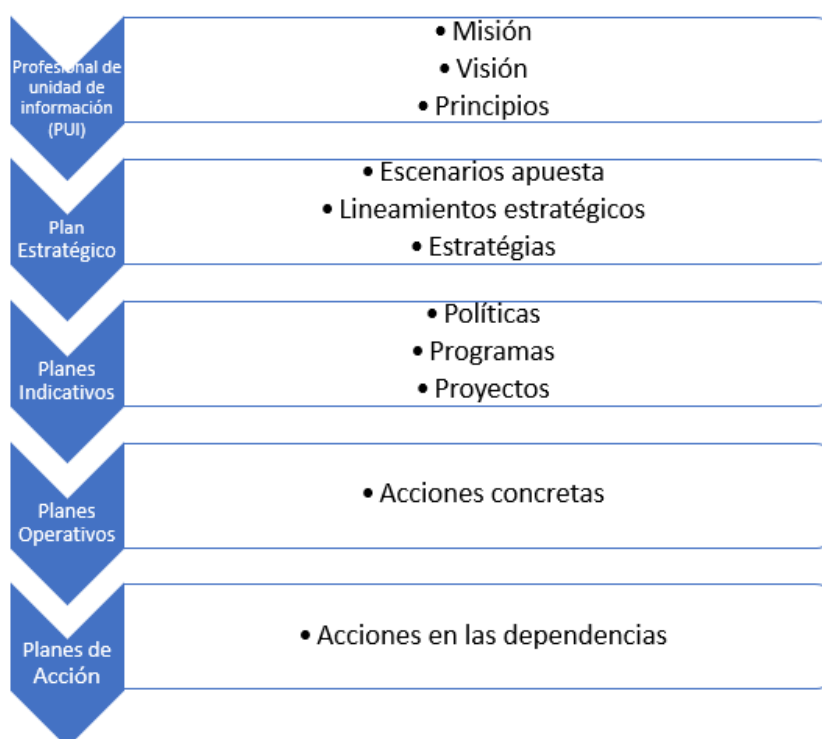 Profesional de
unidad de
información
(PUI)
• Misión
• Visión
• Principios
Plan
Estratégico
• Escenarios apuesta
• Lineamientos estratégicos
• Estratégias
Planes
Indicativos
• Políticas
• Programas
• Proyectos
Planes
Operativos
• Acciones concretas
Planes de
Acción
• Acciones en las dependencias